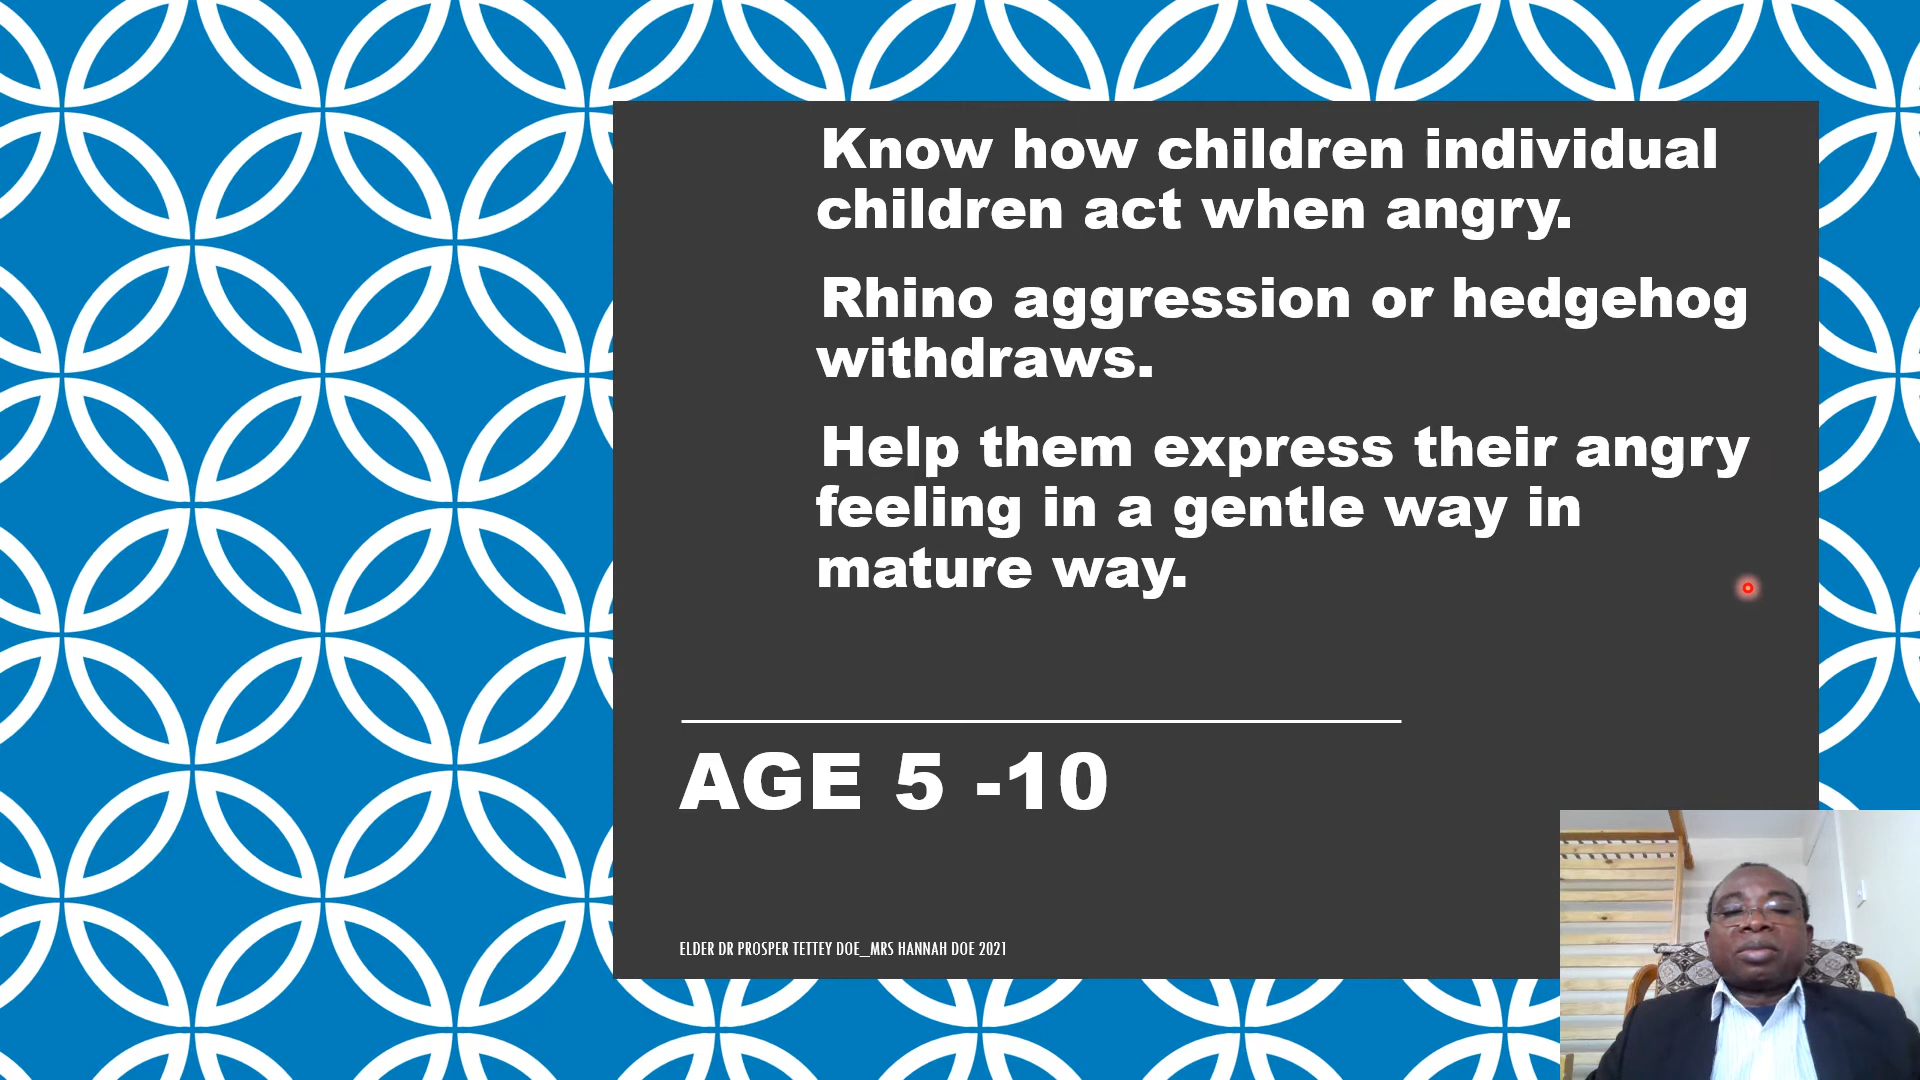 Know how children individual
children act when angry.
Rhino aggression or hedgehog
withdraws.
Help them express their angry
feeling in a gentle way in
mature way.
AGE 5 -10
ELDER DR PROSPER TETTEY DOE_MRS HANNAH DOE 2021